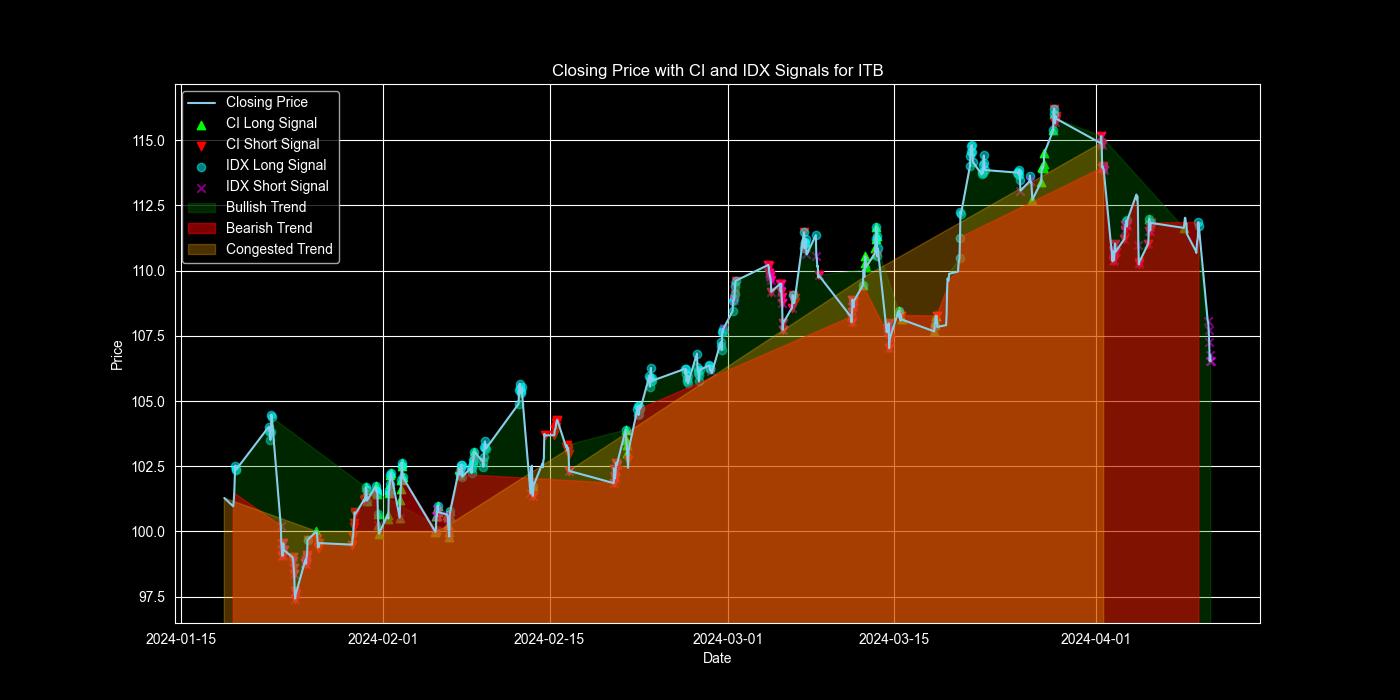 Closing Price with CI and IDX Signals for ITB
Closing Price
CI Long Signal
CI Short Signal
IDX Long Signal
IDX Short Signal
Bullish Trend
Bearish Trend
Congested Trend
Price
115.0
112.5
110.0
107.5
105.0
102.5
100.0
97.5
2024-01-15
2024-02-01
2024-02-15
2024-03-01
2024-03-15
2024-04-01
Date